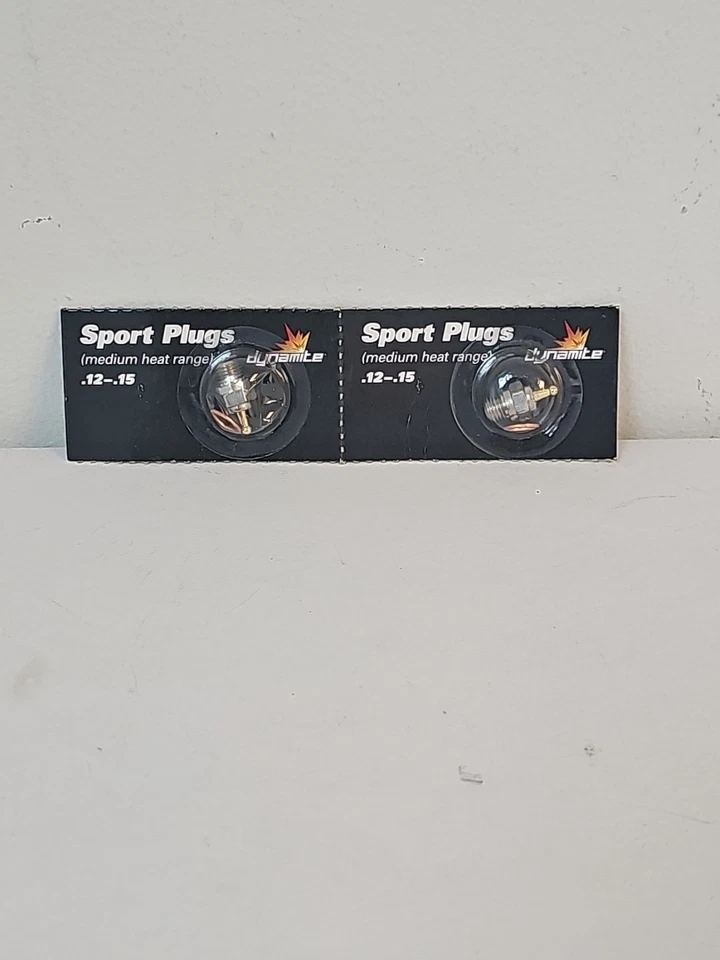 Sport Plugs
(medium heat range)
.12–.15
dynamite
Sport Plugs
(medium heat range)
.12–.15
dynamite